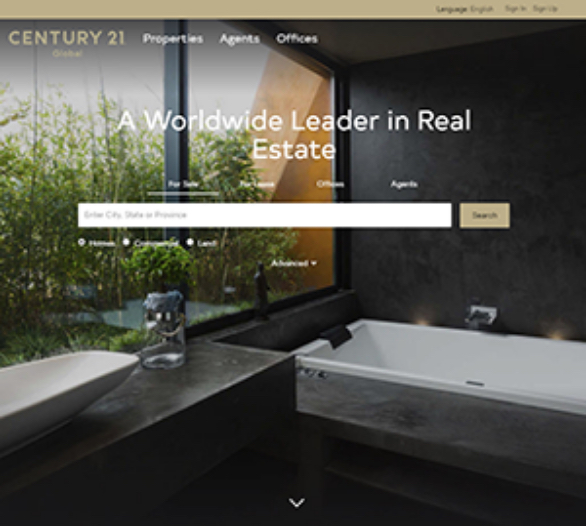 Language: English Sign In Sign Up
CENTURY 21
Global
Properties Agents Offices
A Worldwide Leader in Real
Estate
For Sale For Lease Offices Agents
Enter City, State or Province
Search
Homes Commercial Land
Advanced